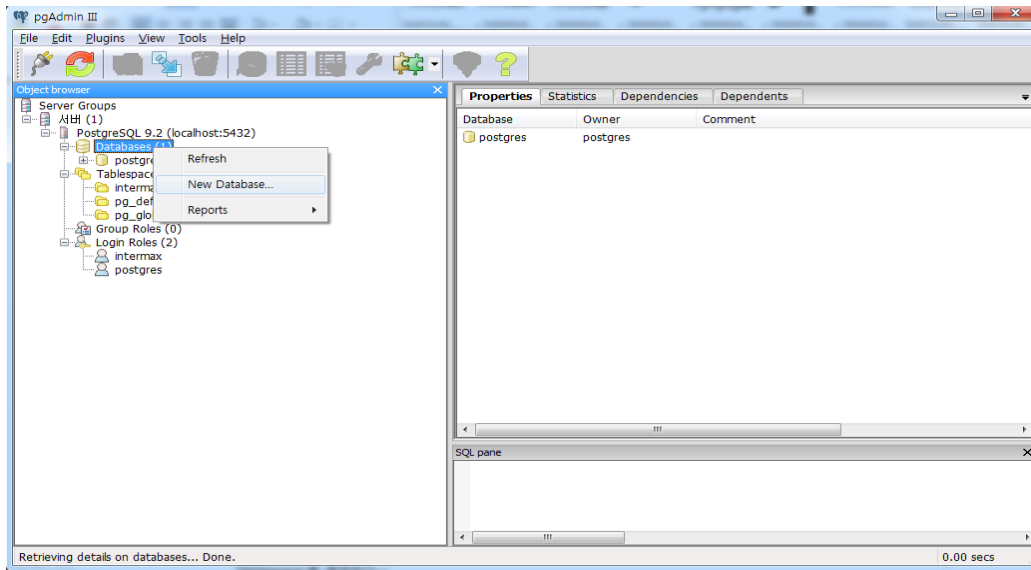 pgAdmin III
File Edit Plugins View Tools Help
Object browser
Server Groups
서버 (1)
PostgreSQL 9.2 (localhost:5432)
Databases (1)
postgre
Tablespace
interma
pg_def
pg_glo
Group Roles (0)
Login Roles (2)
intermax
postgres
Refresh
New Database...
Reports
Properties Statistics Dependencies Dependents
Database Owner Comment
postgres postgres
SQL pane
Retrieving details on databases... Done. 0.00 secs